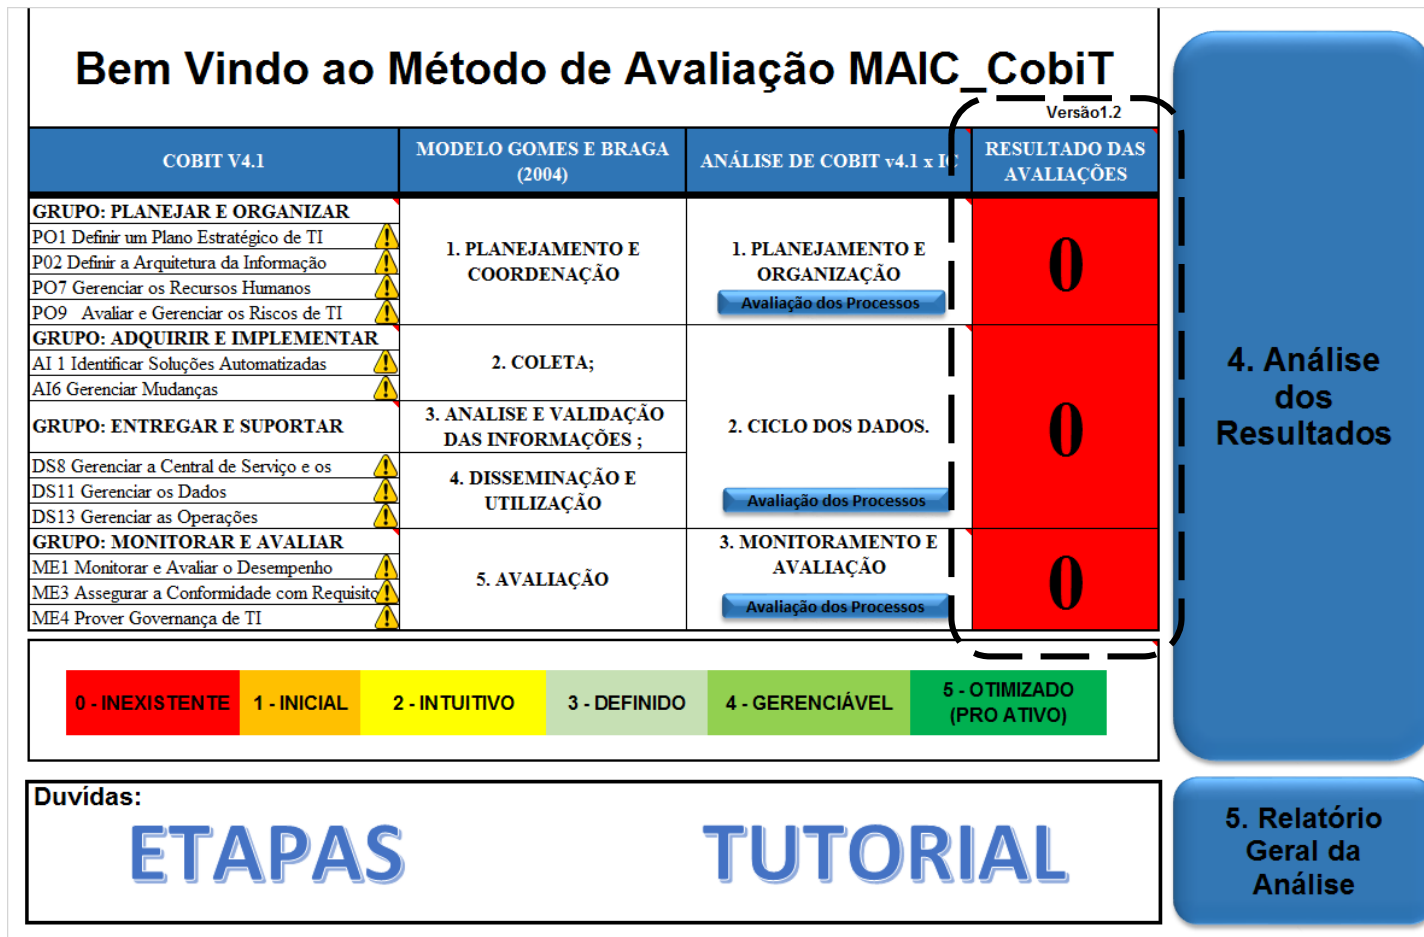 Bem Vindo ao Método de Avaliação MAIC_CobiT
Versão1.2
COBIT V4.1
MODELO GOMES E BRAGA
(2004)
ANÁLISE DE COBIT v4.1 x IC
RESULTADO DAS
AVALIAÇÕES
GRUPO: PLANEJAR E ORGANIZAR
PO1 Definir um Plano Estratégico de TI
P02 Definir a Arquitetura da Informação
PO7 Gerenciar os Recursos Humanos
PO9 Avaliar e Gerenciar os Riscos de TI
1. PLANEJAMENTO E
COORDENAÇÃO
1. PLANEJAMENTO E
ORGANIZAÇÃO
Avaliação dos Processos
0
GRUPO: ADQUIRIR E IMPLEMENTAR
AI 1 Identificar Soluções Automatizadas
AI6 Gerenciar Mudanças
2. COLETA;
GRUPO: ENTREGAR E SUPORTAR
3. ANALISE E VALIDAÇÃO
DAS INFORMAÇÕES ;
2. CICLO DOS DADOS.
0
DS8 Gerenciar a Central de Serviço e os
DS11 Gerenciar os Dados
DS13 Gerenciar as Operações
4. DISSEMINAÇÃO E
UTILIZAÇÃO
Avaliação dos Processos
GRUPO: MONITORAR E AVALIAR
ME1 Monitorar e Avaliar o Desempenho
ME3 Assegurar a Conformidade com Requisito
ME4 Prover Governança de TI
5. AVALIAÇÃO
3. MONITORAMENTO E
AVALIAÇÃO
Avaliação dos Processos
0
4. Análise
dos
Resultados
0 - INEXISTENTE
1 - INICIAL
2 - INTUITIVO
3 - DEFINIDO
4 - GERENCIÁVEL
5 - OTIMIZADO
(PRO ATIVO)
Duvídas:
ETAPAS
TUTORIAL
5. Relatório
Geral da
Análise